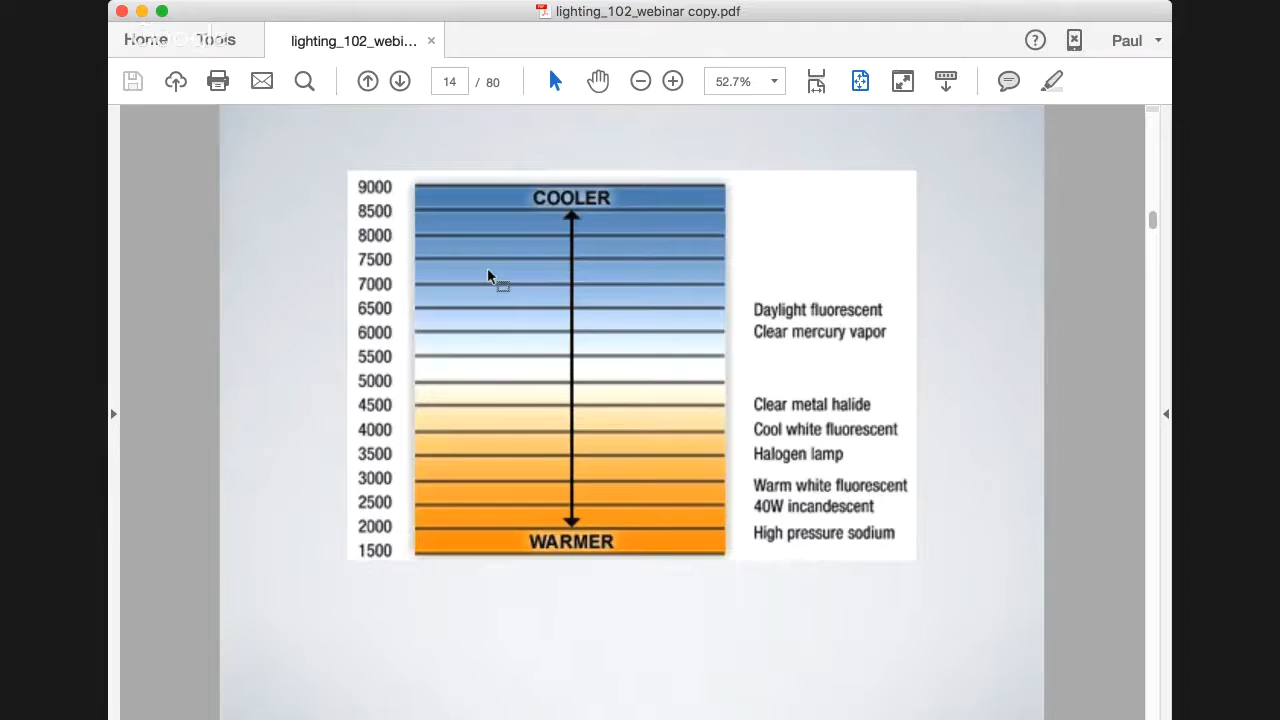 lighting_102_webinar copy.pdf
Home Tools lighting_102_webi... × Paul
14 / 80 52.7%
9000
COOLER
8500
8000
7500
7000
6500 Daylight fluorescent
6000 Clear mercury vapor
5500
5000
4500 Clear metal halide
4000 Cool white fluorescent
3500 Halogen lamp
3000 Warm white fluorescent
2500 40W incandescent
2000 High pressure sodium
WARMER
1500